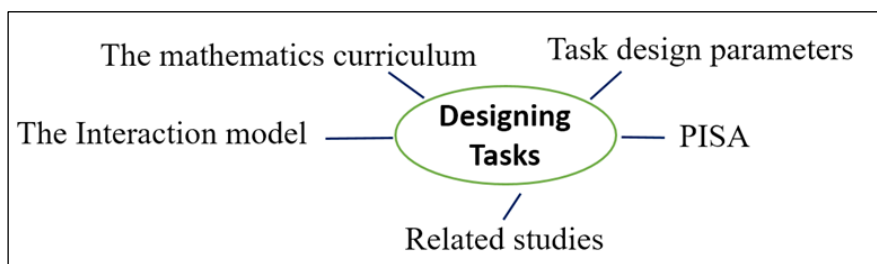 The mathematics curriculum
Task design parameters
The Interaction model
Designing
Tasks
PISA
Related studies